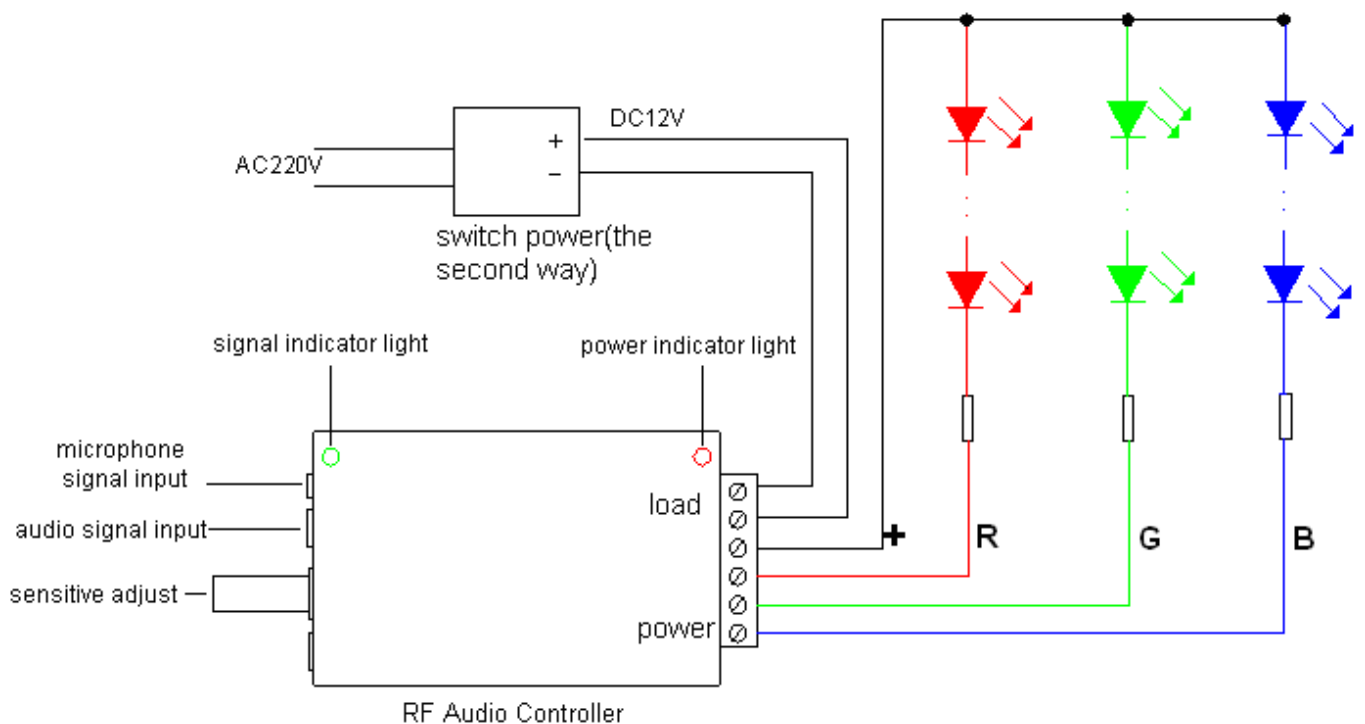 DC12V
+
AC220V
−
switch power(the
second way)
signal indicator light
power indicator light
microphone
signal input
load
audio signal input
+
R
G
B
sensitive adjust
power
RF Audio Controller